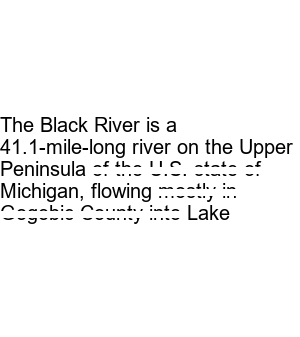 The Black River is a
41.1-mile-long river on the Upper
Peninsula of the U.S. state of
Michigan, flowing mostly in
Gogebic County into Lake